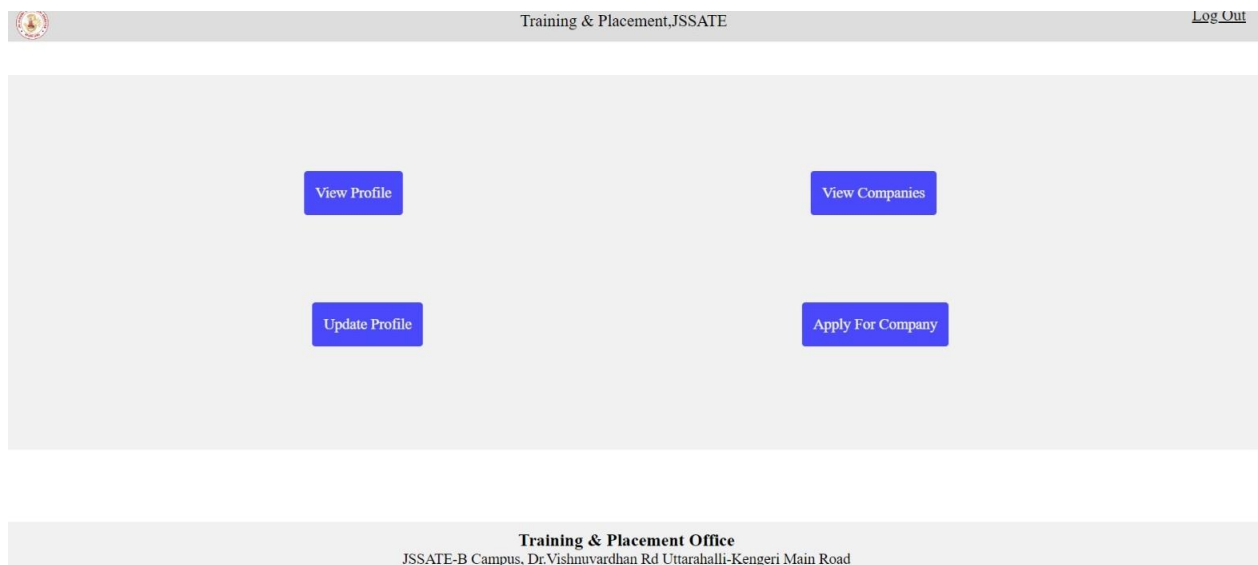 Training & Placement,JSSATE
Log Out
View Profile
View Companies
Update Profile
Apply For Company
Training & Placement Office
JSSATE-B Campus, Dr.Vishnuvardhan Rd Uttarahalli-Kengeri Main Road